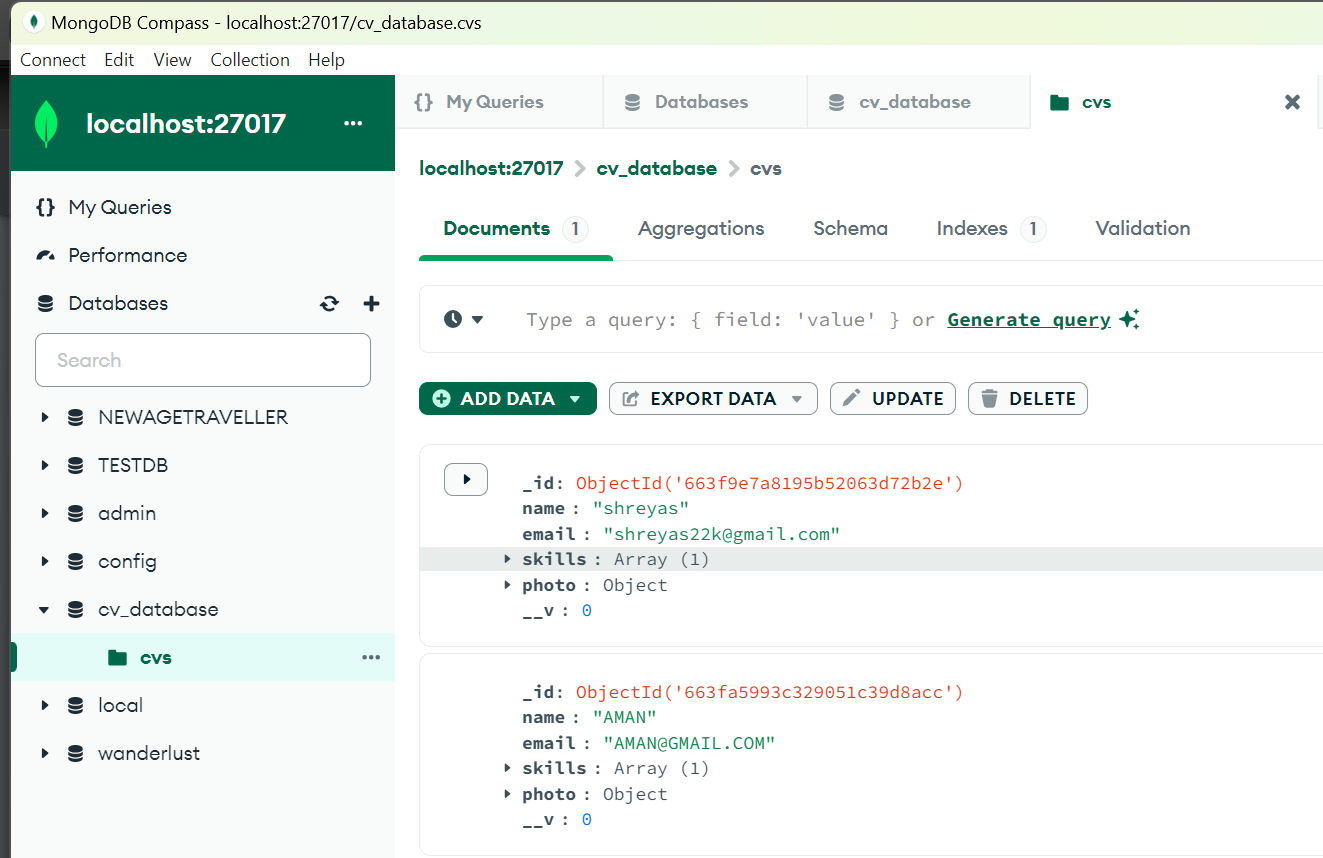 MongoDB Compass - localhost:27017/cv_database.cvs
Connect Edit View Collection Help
localhost:27017 ...
{} My Queries
Performance
Databases
Search
NEWAGETRAVELLER
TESTDB
admin
config
cv_database
cvs ...
local
wanderlust
{} My Queries Databases cv_database cvs
localhost:27017 > cv_database > cvs
Documents 1 Aggregations Schema Indexes 1 Validation
Type a query: { field: 'value' } or Generate query
ADD DATA EXPORT DATA UPDATE DELETE
_id: ObjectId('663f9e7a8195b52063d72b2e')
name : "shreyas"
email : "shreyas22k@gmail.com"
skills : Array (1)
photo : Object
__v : 0
_id: ObjectId('663fa5993c329051c39d8acc')
name : "AMAN"
email : "AMAN@GMAIL.COM"
skills : Array (1)
photo : Object
__v : 0